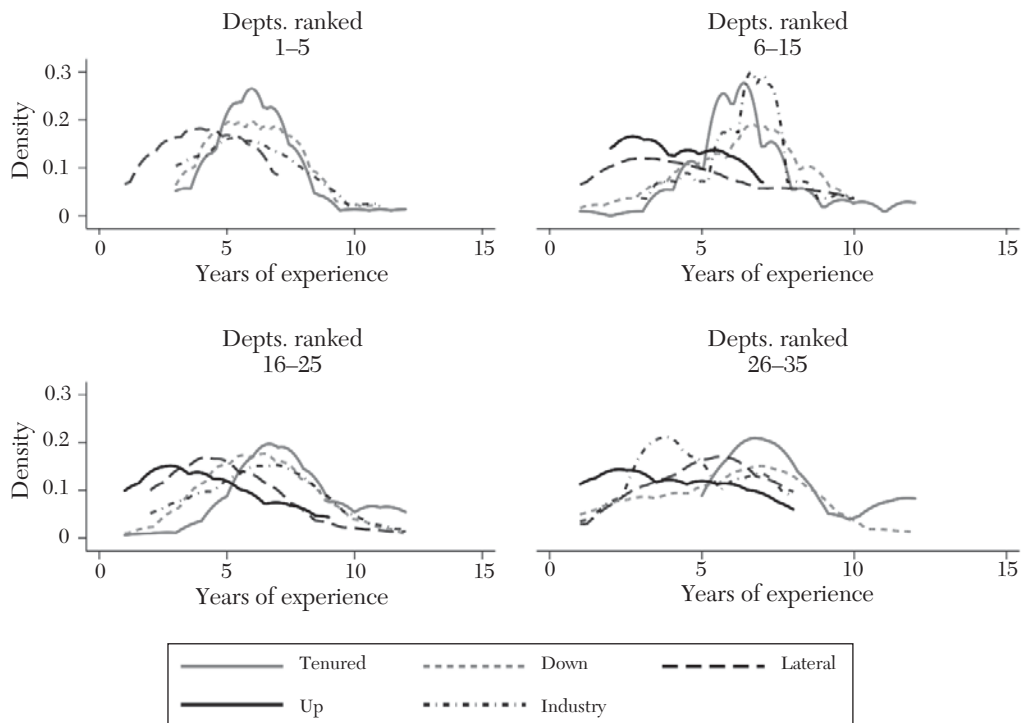 Depts. ranked
1–5
Depts. ranked
6–15
Density
0.3
0.2
0.1
0
0 5 10 15
Years of experience
0 5 10 15
Years of experience
Depts. ranked
16–25
Depts. ranked
26–35
Density
0.3
0.2
0.1
0
0 5 10 15
Years of experience
0 5 10 15
Years of experience
Tenured Down Lateral
Up Industry